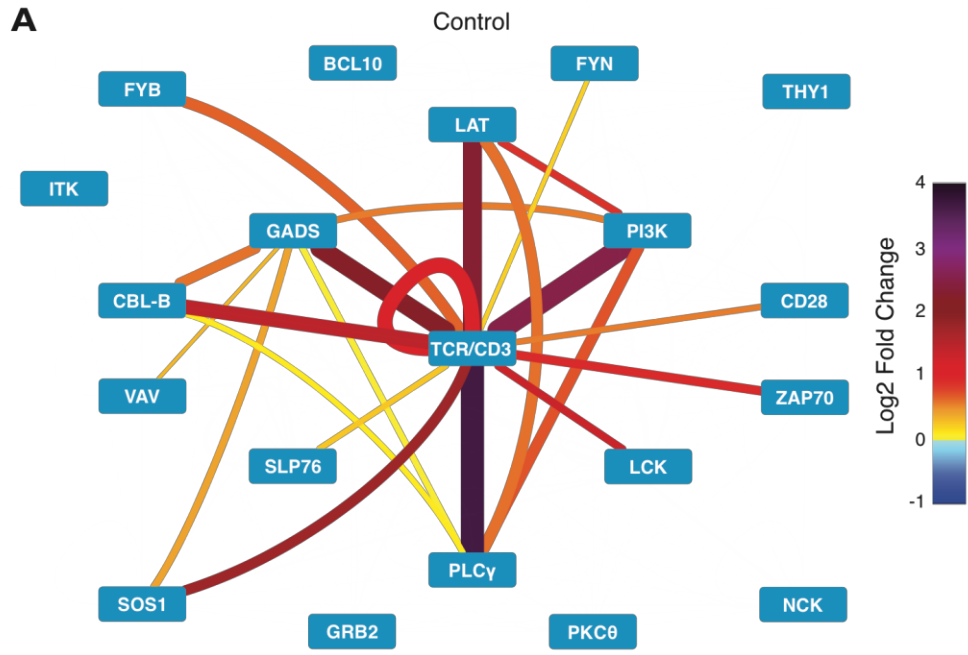 A
Control
BCL10
FYN
FYB
THY1
LAT
ITK
4
GADS
PI3K
3
CBL-B
CD28
2
TCR/CD3
Log2 Fold Change
1
VAV
ZAP70
0
SLP76
LCK
-1
PLCγ
SOS1
NCK
GRB2
PKCθ